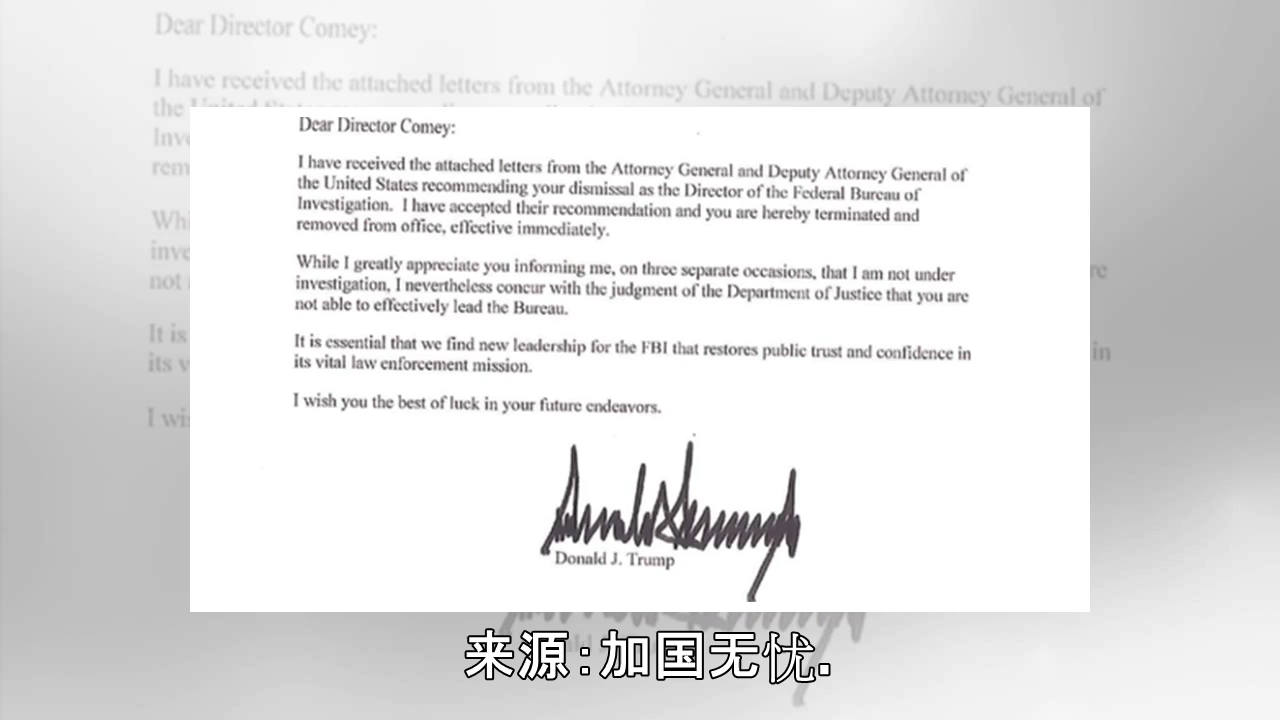 Dear Director Comey:
I have received the attached letters from the Attorney General and Deputy Attorney General of
the United States recommending your dismissal as the Director of the Federal Bureau of
Investigation. I have accepted their recommendation and you are hereby terminated and
removed from office, effective immediately.
While I greatly appreciate you informing me, on three separate occasions, that I am not under
investigation, I nevertheless concur with the judgment of the Department of Justice that you are
not able to effectively lead the Bureau.
It is essential that we find new leadership for the FBI that restores public trust and confidence in
its vital law enforcement mission.
I wish you the best of luck in your future endeavors.
Donald J. Trump
来源:加国无忧.